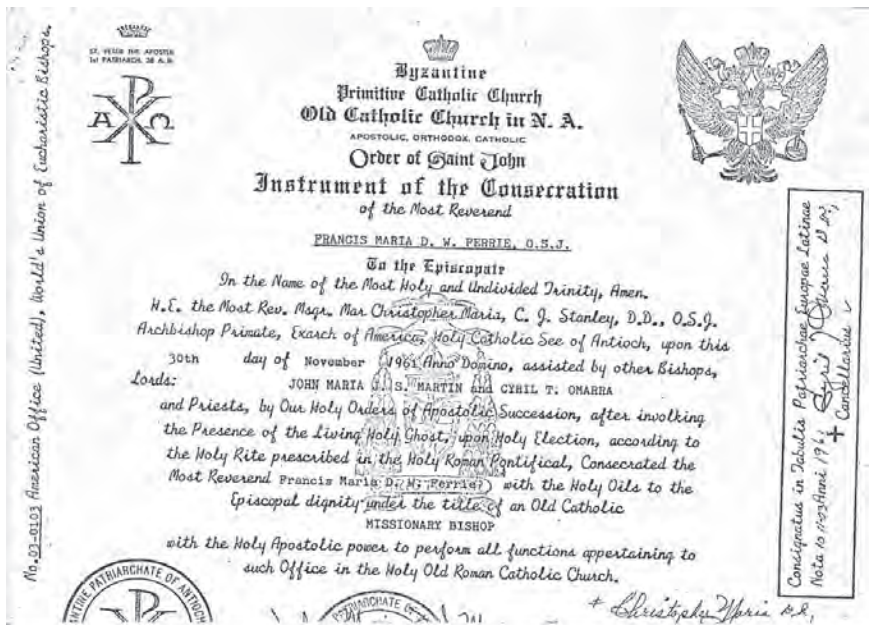 ST. PETER THE APOSTLE
1st PATRIARCH, 38 A.D.
Α Ω
Byzantine
Primitive Catholic Church
Old Catholic Church in N. A.
APOSTOLIC, ORTHODOX, CATHOLIC
Order of Saint John
Instrument of the Consecration
of the Most Reverend
FRANCIS MARIA D. W. PERRIE, O.S.J.
To the Episcopate
In the Name of the Most Holy and Undivided Trinity, Amen.
H.E. the Most Rev. Msgr. Mar Christopher Maria, C. J. Stanley, D.D., O.S.J.
Archbishop Primate, Exarch of America, Holy Catholic See of Antioch, upon this
30th day of November 1961 Anno Domino, assisted by other Bishops,
Lords: JOHN MARIA J. S. MARTIN and CYRIL T. OMARRA
and Priests, by Our Holy Orders of Apostolic Succession, after involking
the Presence of the Living Holy Ghost, upon Holy Election, according to
the Holy Rite prescribed in the Holy Roman Pontifical, Consecrated the
Most Reverend Francis Maria D. W. Perrie, with the Holy Oils to the
Episcopal dignity under the title of an Old Catholic
MISSIONARY BISHOP
with the Holy Apostolic power to perform all functions appertaining to
such Office in the Holy Old Roman Catholic Church.
Christopher Maria
PATRIARCHATE OF ANTIOCH
PATRIARCHATE OF
No. 03-0103 American Office (United), World's Union of Eucharistic Bishops.
Consignatus in Tabulis Patriarchae Europae Latinae
Cancellarius